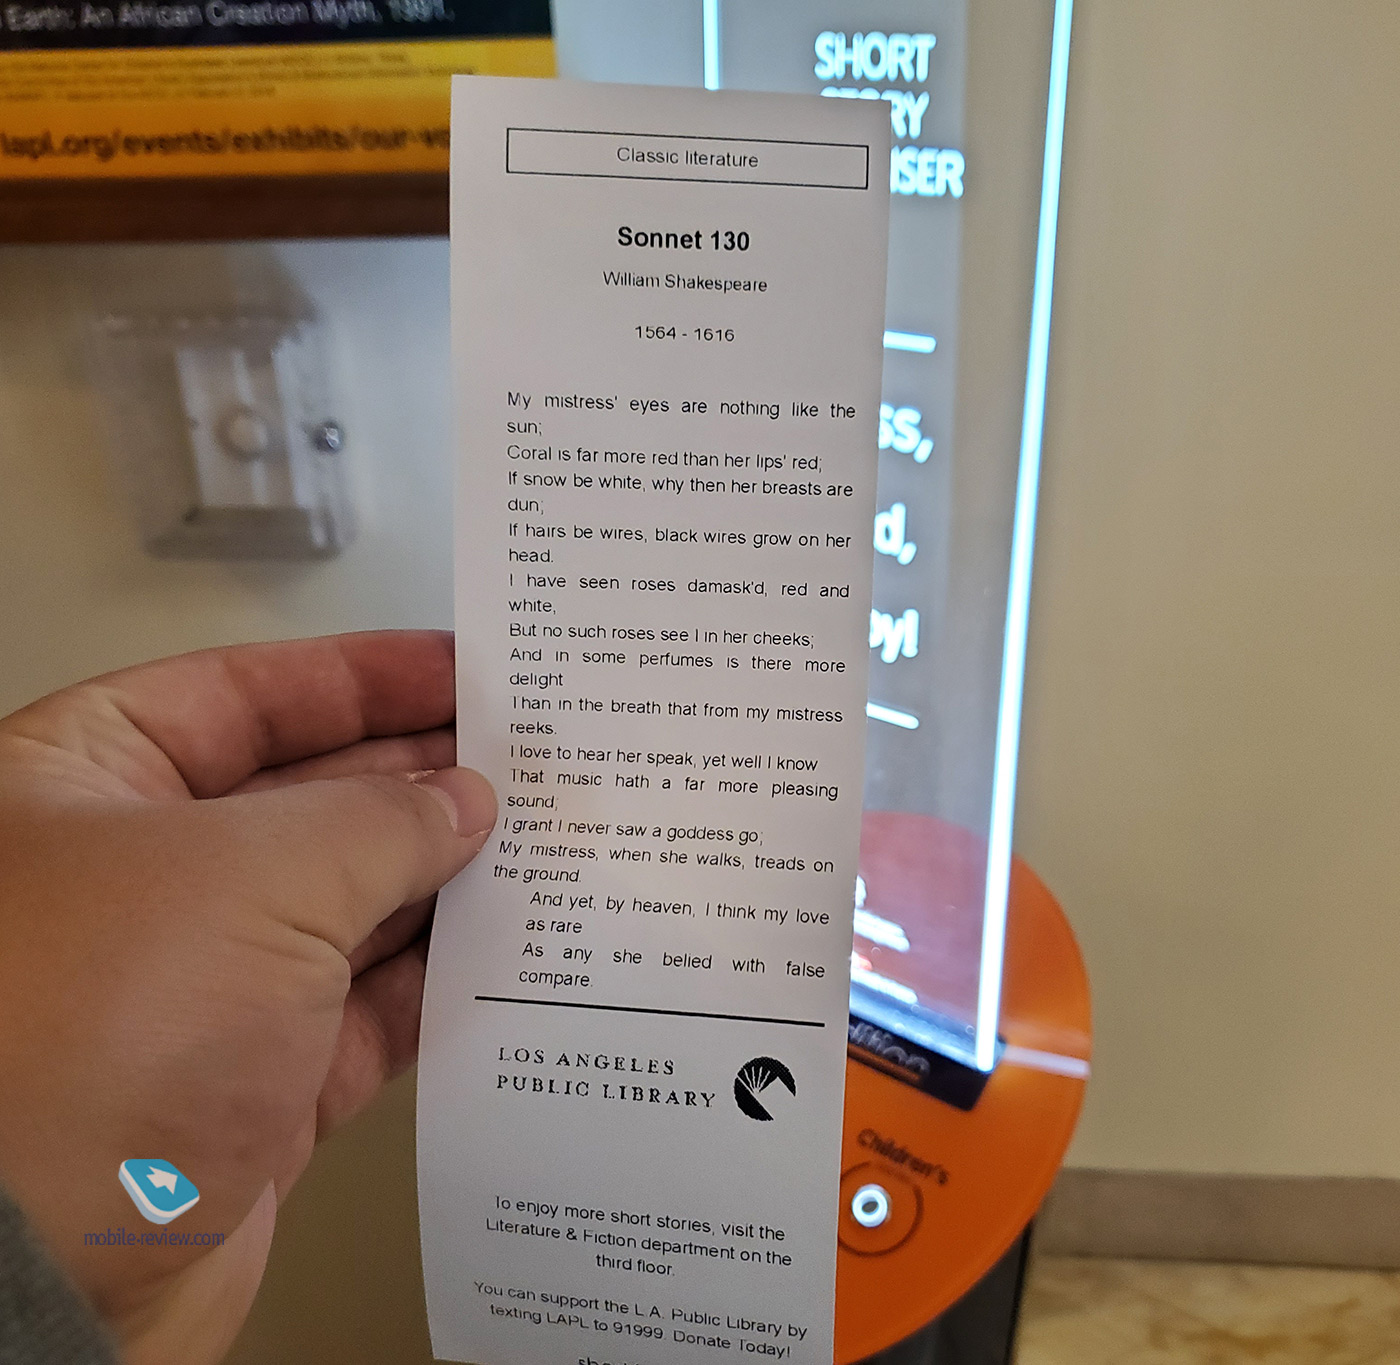 Earth: An African Creation Myth, 1991.
lapl.org/events/exhibits/our-vo
SHORT
RY
ISER
ss,
d,
oy!
Classic literature
Sonnet 130
William Shakespeare
1564 - 1616
My mistress' eyes are nothing like the
sun;
Coral is far more red than her lips' red;
If snow be white, why then her breasts are
dun;
If hairs be wires, black wires grow on her
head.
I have seen roses damask'd, red and
white,
But no such roses see I in her cheeks;
And in some perfumes is there more
delight
Than in the breath that from my mistress
reeks.
I love to hear her speak, yet well I know
That music hath a far more pleasing
sound;
I grant I never saw a goddess go;
My mistress, when she walks, treads on
the ground.
And yet, by heaven, I think my love
as rare
As any she belied with false
compare.
LOS ANGELES
PUBLIC LIBRARY
To enjoy more short stories, visit the
Literature & Fiction department on the
third floor.
You can support the L.A. Public Library by
texting LAPL to 91999. Donate Today!
Children's
mobile-review.com